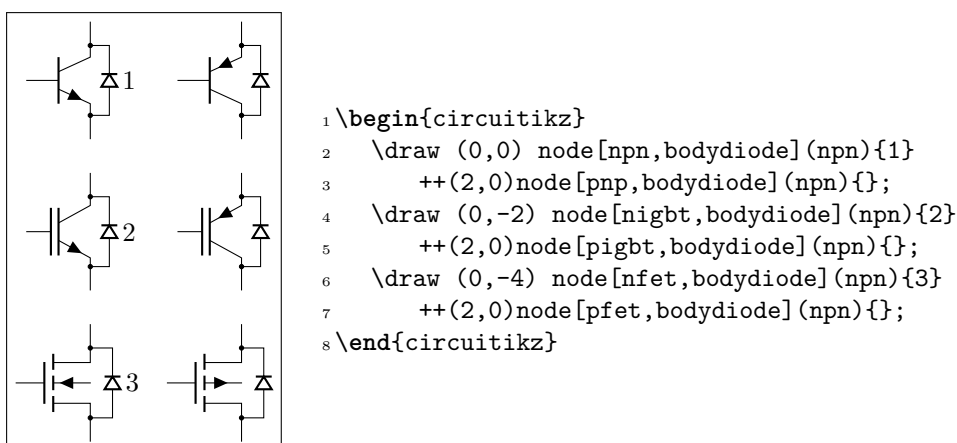 1
2
3
1 \begin{circuitikz}
2 \draw (0,0) node[npn,bodydiode](npn){1}
3 ++(2,0)node[pnp,bodydiode](npn){};
4 \draw (0,-2) node[nigbt,bodydiode](npn){2}
5 ++(2,0)node[pigbt,bodydiode](npn){};
6 \draw (0,-4) node[nfet,bodydiode](npn){3}
7 ++(2,0)node[pfet,bodydiode](npn){};
8 \end{circuitikz}